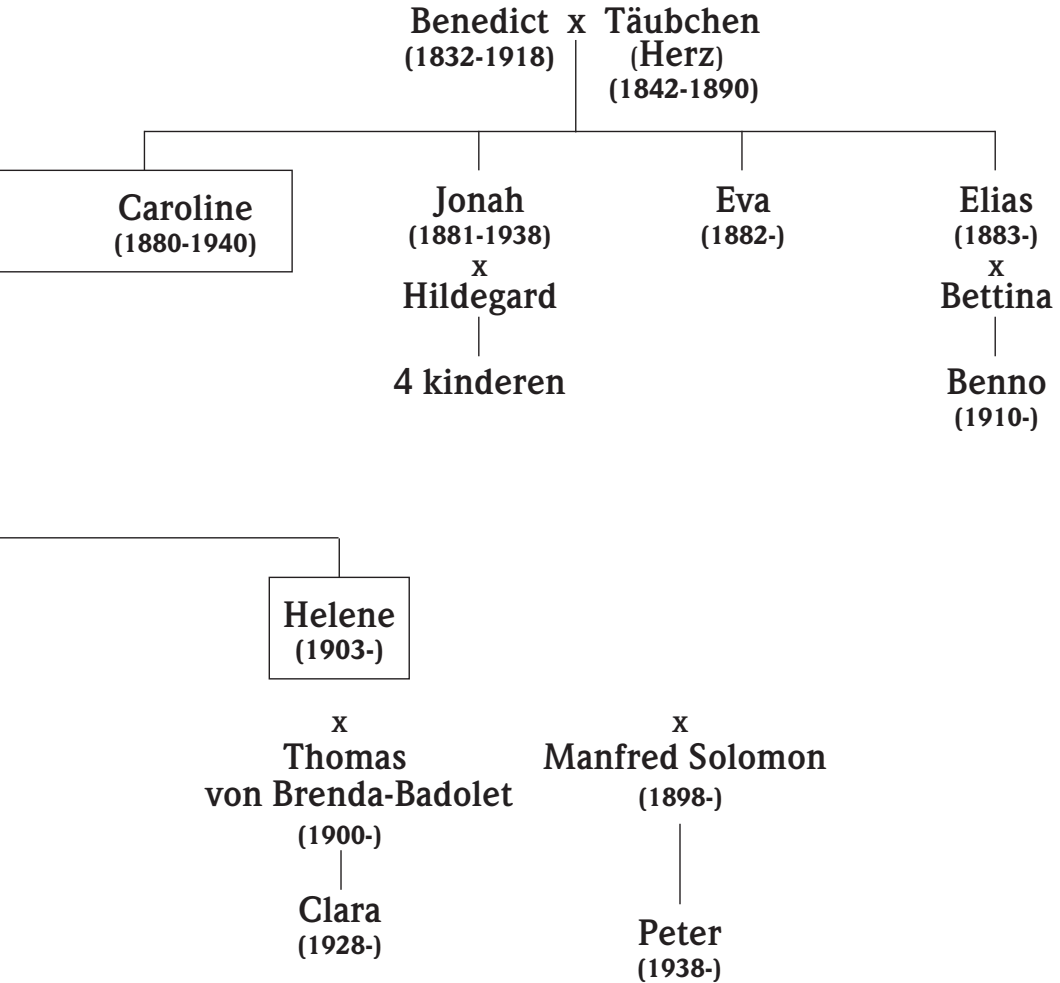 Benedict x Täubchen
(1832-1918) (Herz)
(1842-1890)
Caroline Jonah Eva Elias
(1880-1940) (1881-1938) (1882-) (1883-)
x x
Hildegard Bettina
4 kinderen Benno
(1910-)
Helene
(1903-)
x x
Thomas Manfred Solomon
von Brenda-Badolet (1898-)
(1900-)
Clara
Peter
(1928-)
(1938-)